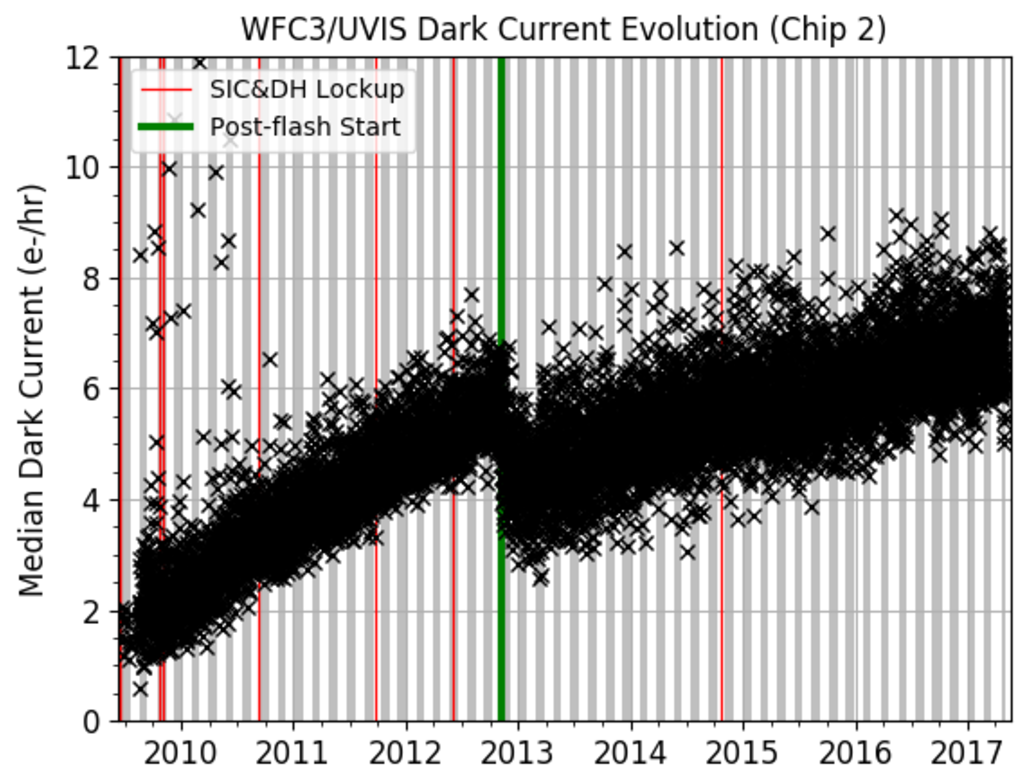 WFC3/UVIS Dark Current Evolution (Chip 2)
SIC&DH Lockup
Post-flash Start
Median Dark Current (e-/hr)
12
10
8
6
4
2
0
2010 2011 2012 2013 2014 2015 2016 2017